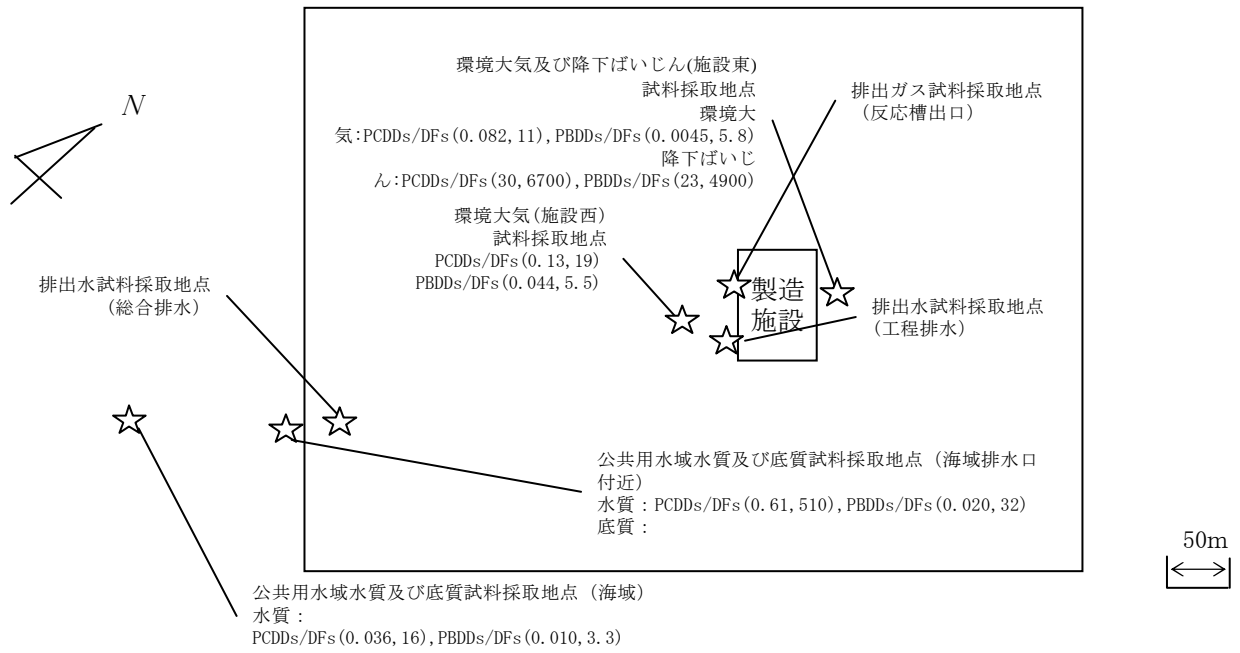 N
環境大気及び降下ばいじん(施設東)
試料採取地点
環境大
気:PCDDs/DFs(0.082,11),PBDDs/DFs(0.0045,5.8)
降下ばいじ
ん:PCDDs/DFs(30,6700),PBDDs/DFs(23,4900)
排出ガス試料採取地点
（反応槽出口）
環境大気(施設西)
試料採取地点
PCDDs/DFs(0.13,19)
PBDDs/DFs(0.044,5.5)
排出水試料採取地点
（総合排水）
製造
施設
排出水試料採取地点
（工程排水）
公共用水域水質及び底質試料採取地点（海域排水口
付近）
水質：PCDDs/DFs(0.61,510),PBDDs/DFs(0.020,32)
底質：
50m
公共用水域水質及び底質試料採取地点（海域）
水質：
PCDDs/DFs(0.036,16),PBDDs/DFs(0.010,3.3)